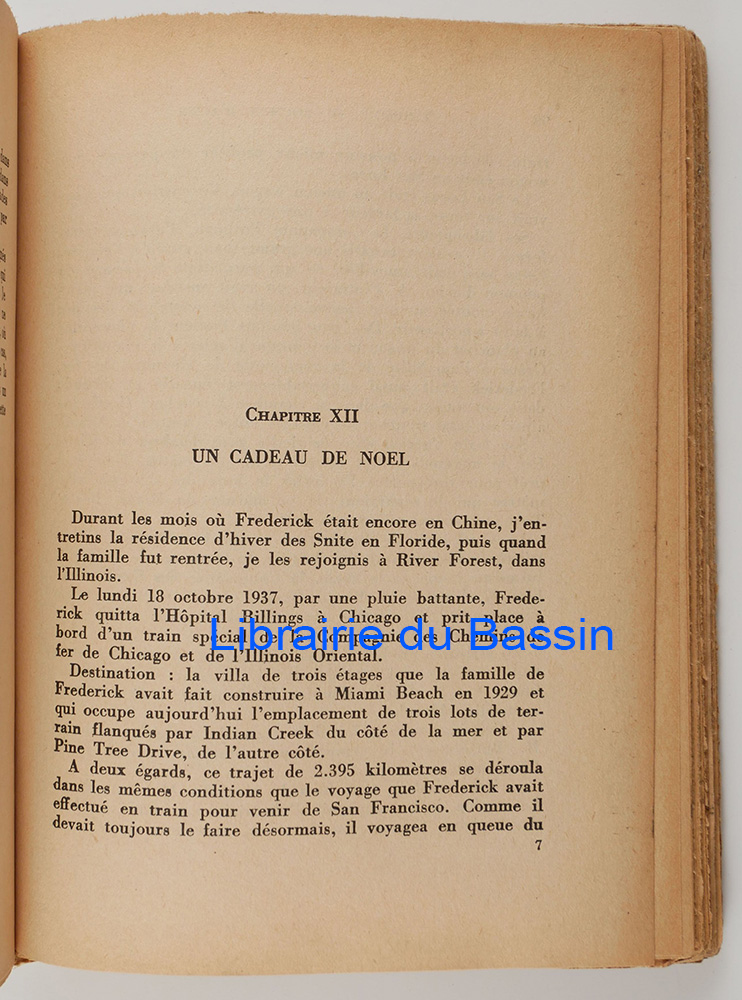 CHAPITRE XII
UN CADEAU DE NOEL
Durant les mois où Frederick était encore en Chine, j'en-
tretins la résidence d'hiver des Snite en Floride, puis quand
la famille fut rentrée, je les rejoignis à River Forest, dans
l'Illinois.
Le lundi 18 octobre 1937, par une pluie battante, Frede-
rick quitta l'Hôpital Billings à Chicago et prit place à
bord d'un train spécial de la Compagnie des Chemins de
Librairie du Bassin
fer de Chicago et de l'Illinois Oriental.
Destination : la villa de trois étages que la famille de
Frederick avait fait construire à Miami Beach en 1929 et
qui occupe aujourd'hui l'emplacement de trois lots de ter-
rain flanqués par Indian Creek du côté de la mer et par
Pine Tree Drive, de l'autre côté.
A deux égards, ce trajet de 2.395 kilomètres se déroula
dans les mêmes conditions que le voyage que Frederick avait
effectué en train pour venir de San Francisco. Comme il
devait toujours le faire désormais, il voyagea en queue du
7